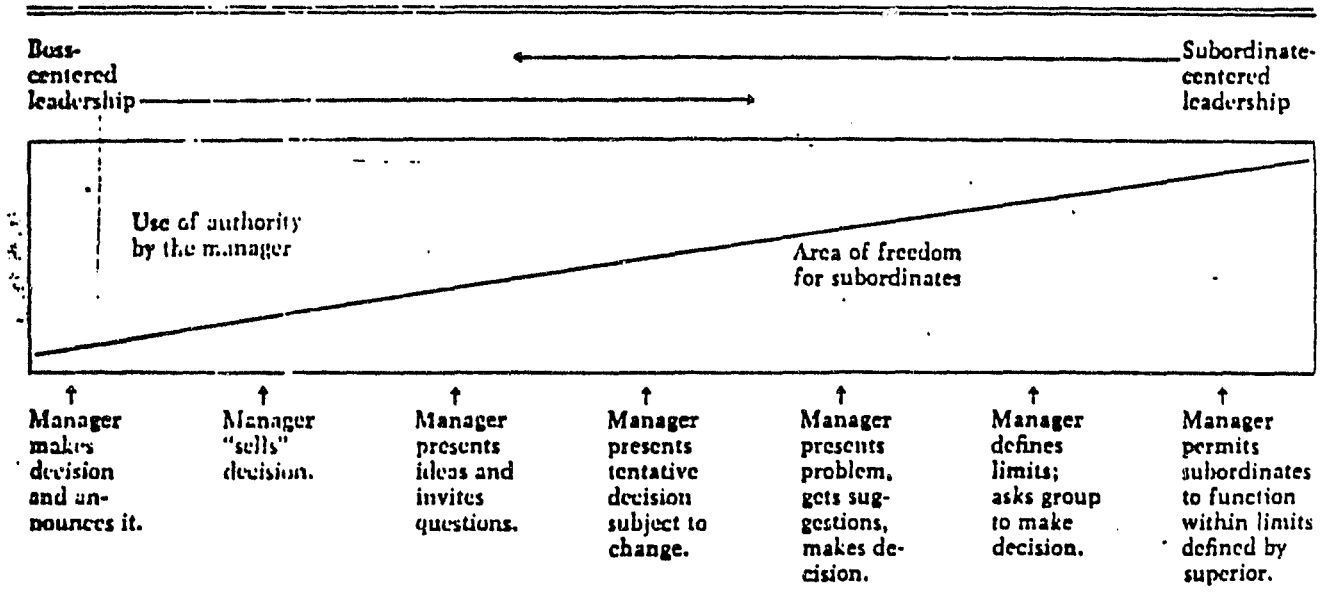 Boss-
centered
leadership
Subordinate-
centered
leadership
Use of authority
by the manager
Area of freedom
for subordinates
Manager
makes
decision
and an-
nounces it.
Manager
"sells"
decision.
Manager
presents
ideas and
invites
questions.
Manager
presents
tentative
decision
subject to
change.
Manager
presents
problem,
gets sug-
gestions,
makes de-
cision.
Manager
defines
limits;
asks group
to make
decision.
Manager
permits
subordinates
to function
within limits
defined by
superior.